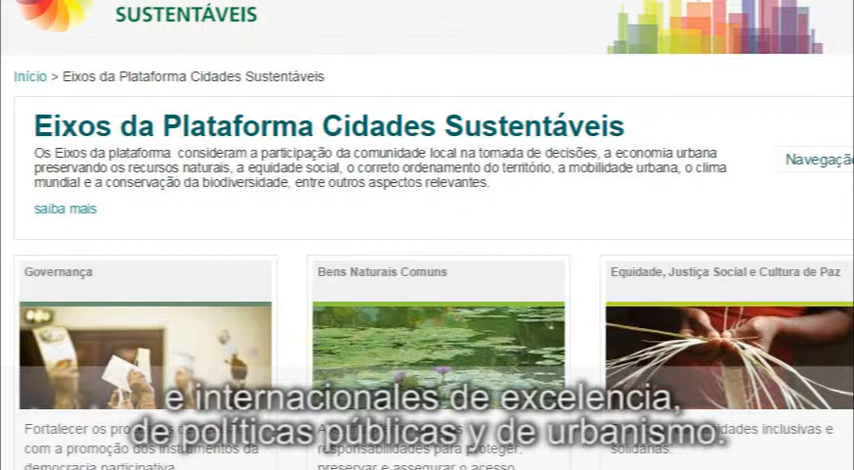 SUSTENTÁVEIS
Início > Eixos da Plataforma Cidades Sustentáveis
Eixos da Plataforma Cidades Sustentáveis
Os Eixos da plataforma consideram a participação da comunidade local na tomada de decisões, a economia urbana
preservando os recursos naturais, a equidade social, o correto ordenamento do território, a mobilidade urbana, o clima
mundial e a conservação da biodiversidade, entre outros aspectos relevantes.
saiba mais
Navegação
Governança
Bens Naturais Comuns
Equidade, Justiça Social e Cultura de Paz
e internacionales de excelencia,
de políticas públicas y de urbanismo.
Fortalecer os
com a promoção dos instrumentos da
democracia participativa
responsabilidades para proteger,
preservar e assegurar o acesso
inclusivas e
solidárias.